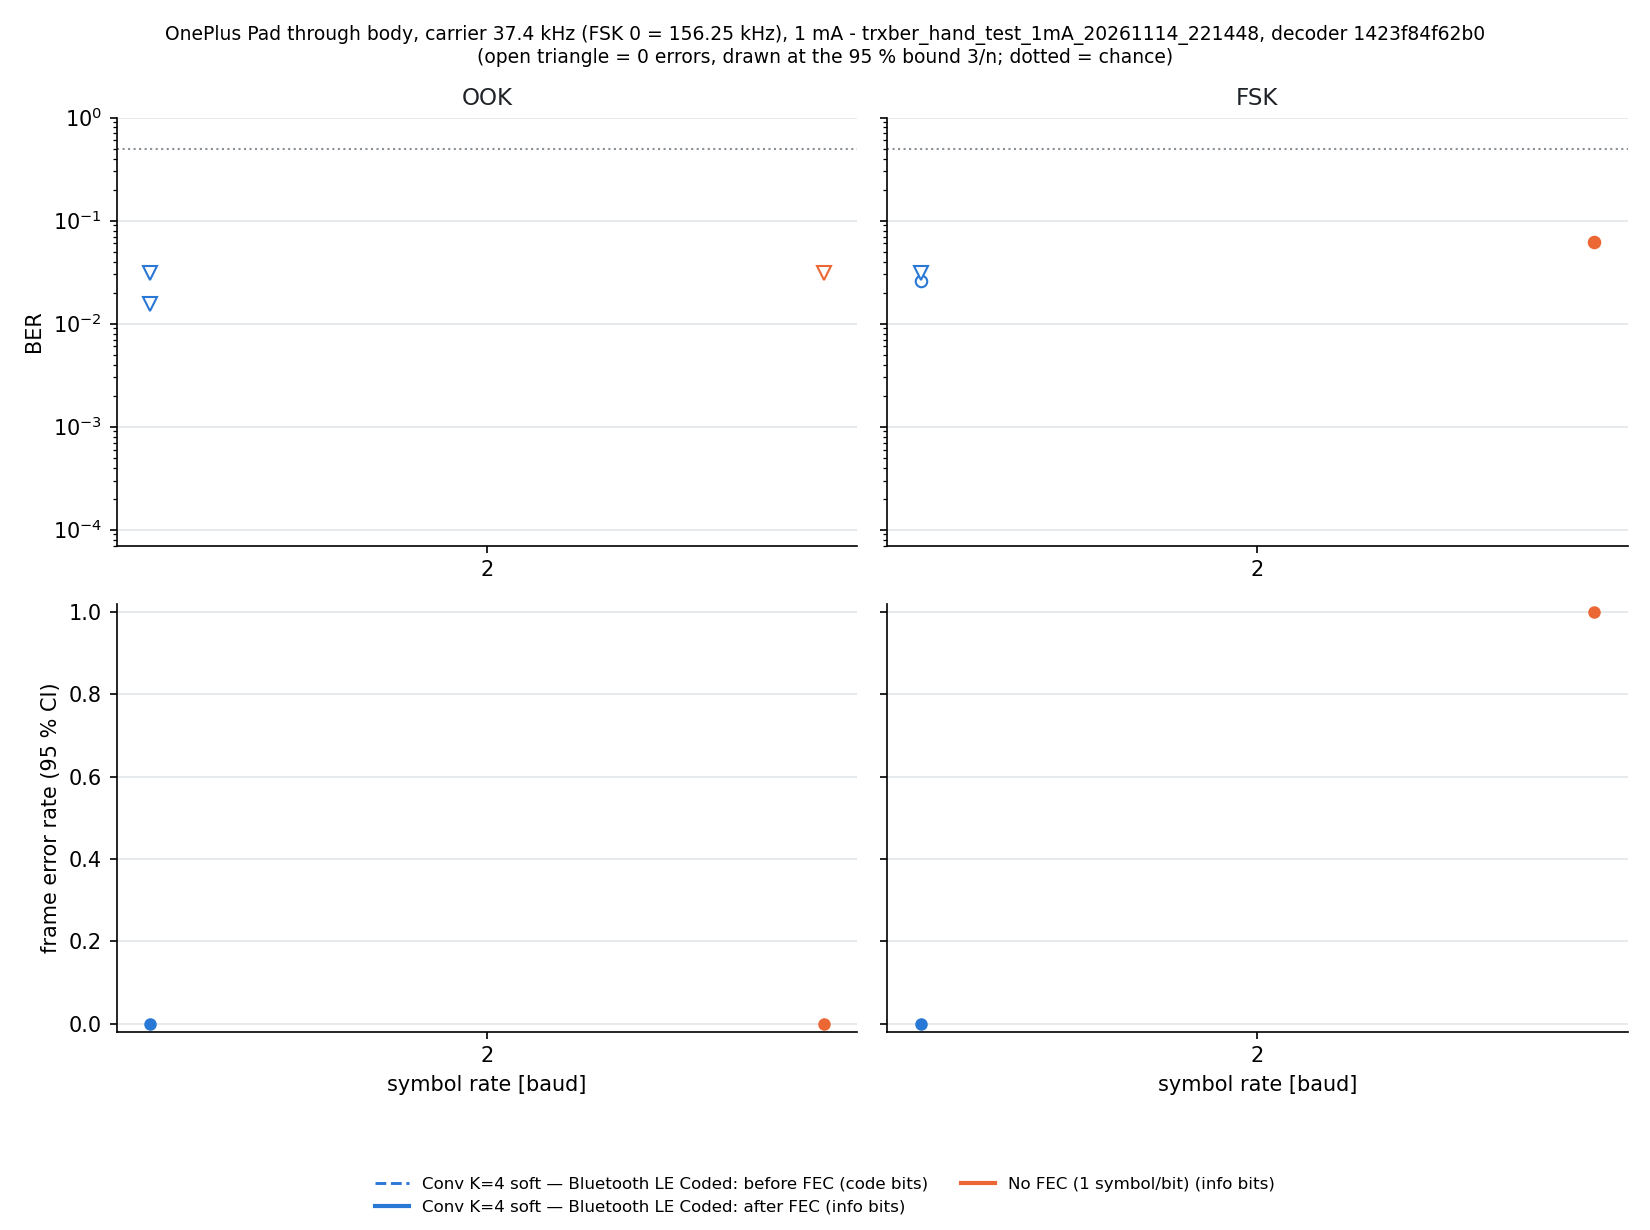 OnePlus Pad through body, carrier 37.4 kHz (FSK 0 = 156.25 kHz), 1 mA - trxber_hand_test_1mA_20261114_221448, decoder 1423f84f62b0
(open triangle = 0 errors, drawn at the 95 % bound 3/n; dotted = chance)
OOK
FSK
10⁰
10⁻¹
10⁻²
10⁻³
10⁻⁴
BER
2
2
1.0
0.8
0.6
0.4
0.2
0.0
frame error rate (95 % CI)
2
2
symbol rate [baud]
symbol rate [baud]
Conv K=4 soft — Bluetooth LE Coded: before FEC (code bits)
Conv K=4 soft — Bluetooth LE Coded: after FEC (info bits)
No FEC (1 symbol/bit) (info bits)